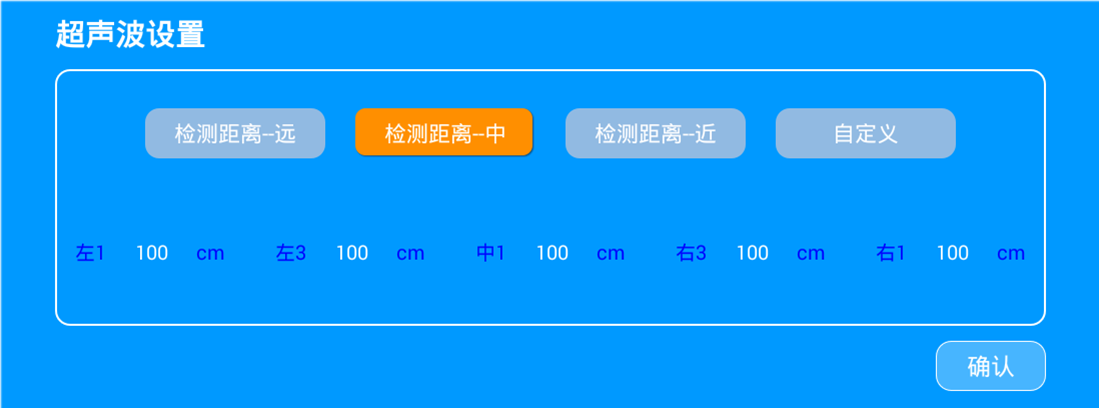 超声波设置
检测距离--远 检测距离--中 检测距离--近 自定义
左1 100 cm 左3 100 cm 中1 100 cm 右3 100 cm 右1 100 cm
确认